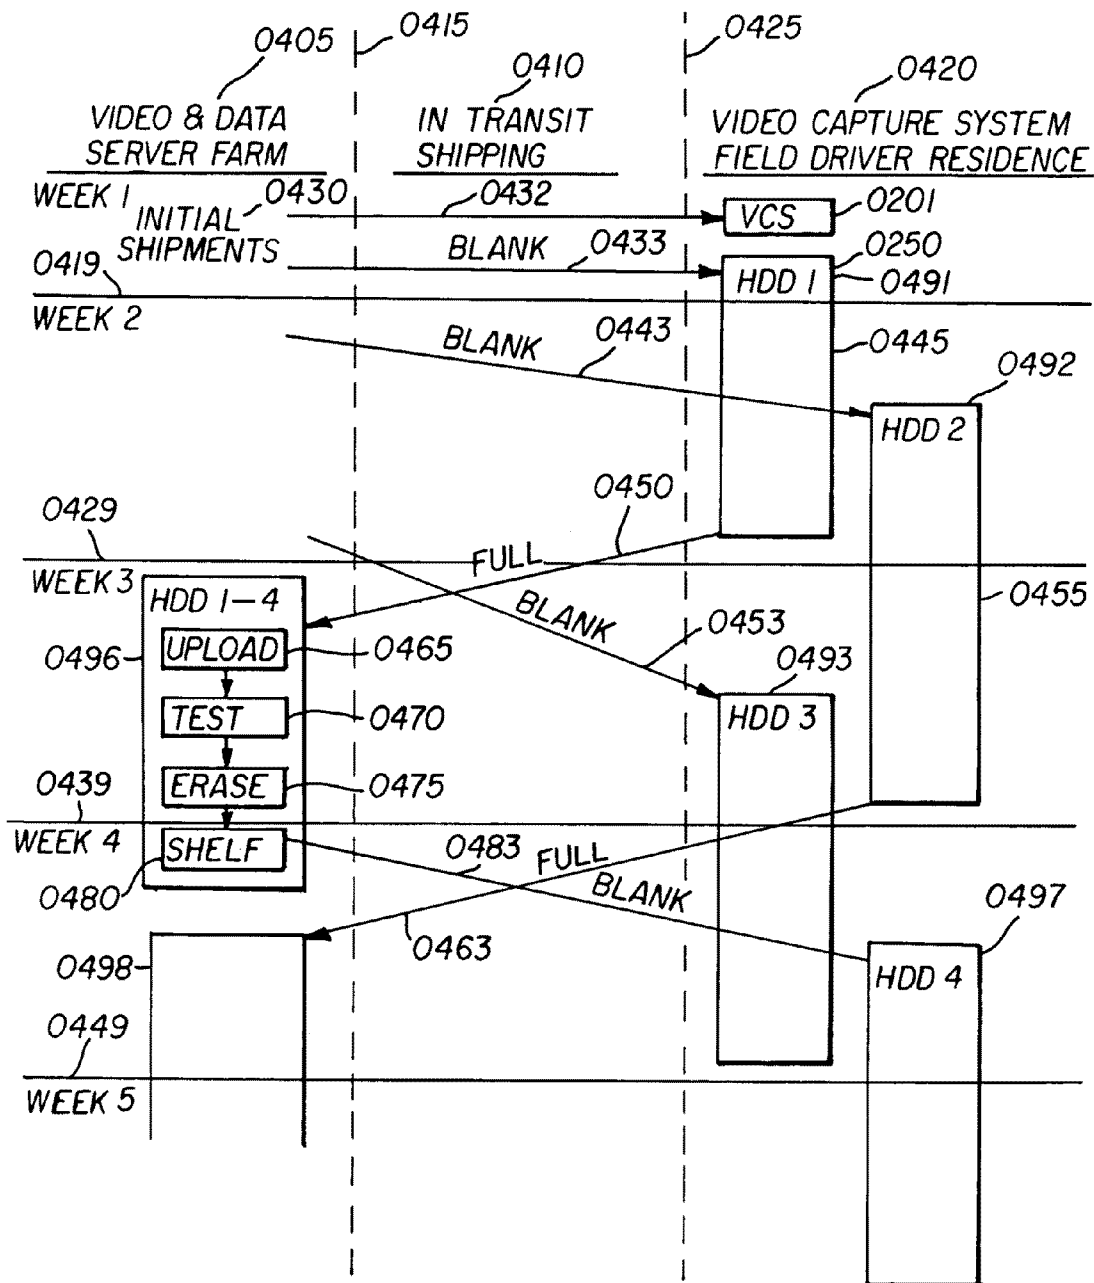 0405
0415
0425
0410
0420
VIDEO & DATA
SERVER FARM
IN TRANSIT
SHIPPING
VIDEO CAPTURE SYSTEM
FIELD DRIVER RESIDENCE
WEEK 1
0430
INITIAL
SHIPMENTS
0432
VCS
0201
BLANK
0433
0250
HDD 1
0491
0419
WEEK 2
BLANK
0443
0445
0492
HDD 2
0450
0429
FULL
WEEK 3
HDD 1-4
BLANK
0453
0455
0496
UPLOAD
0465
0493
TEST
0470
HDD 3
ERASE
0475
0439
WEEK 4
SHELF
0483
FULL
BLANK
0480
0463
0497
0498
HDD 4
0449
WEEK 5